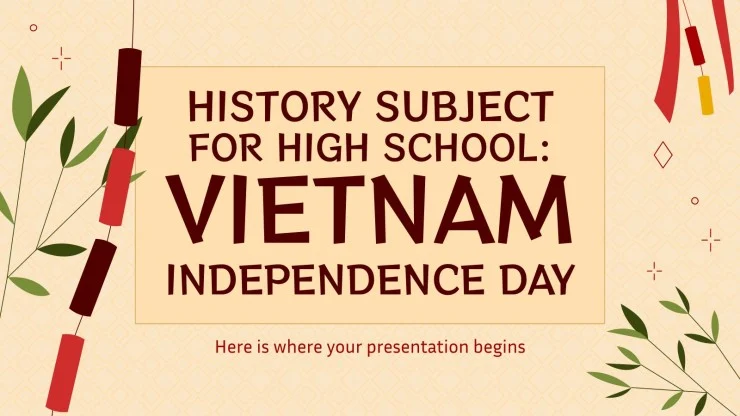 HISTORY SUBJECT
FOR HIGH SCHOOL:
VIETNAM
INDEPENDENCE DAY
Here is where your presentation begins